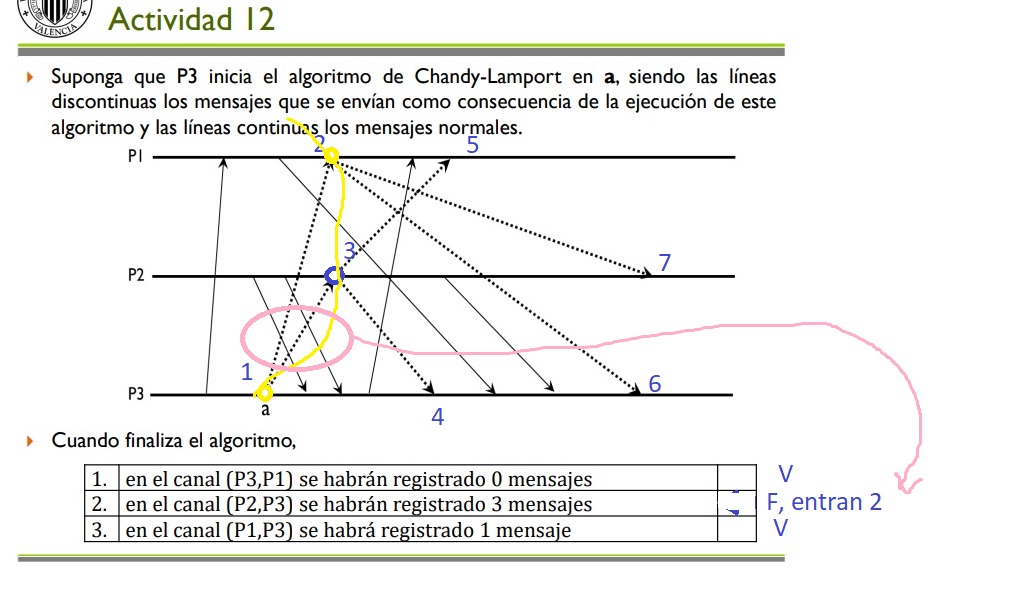 VALENCIA
Actividad 12
Suponga que P3 inicia el algoritmo de Chandy-Lamport en a, siendo las líneas
discontinuas los mensajes que se envían como consecuencia de la ejecución de este
algoritmo y las líneas continuas los mensajes normales.
2
5
P1
3
7
P2
1
6
P3
a
4
Cuando finaliza el algoritmo,
1. en el canal (P3,P1) se habrán registrado 0 mensajes V
2. en el canal (P2,P3) se habrán registrado 3 mensajes F, entran 2
3. en el canal (P1,P3) se habrá registrado 1 mensaje V